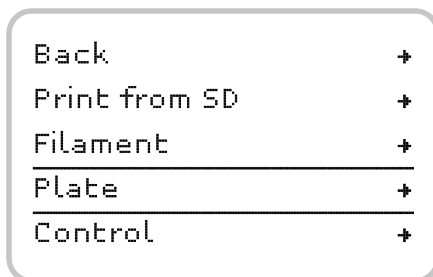 Back →
Print from SD →
Filament →
Plate →
Control →